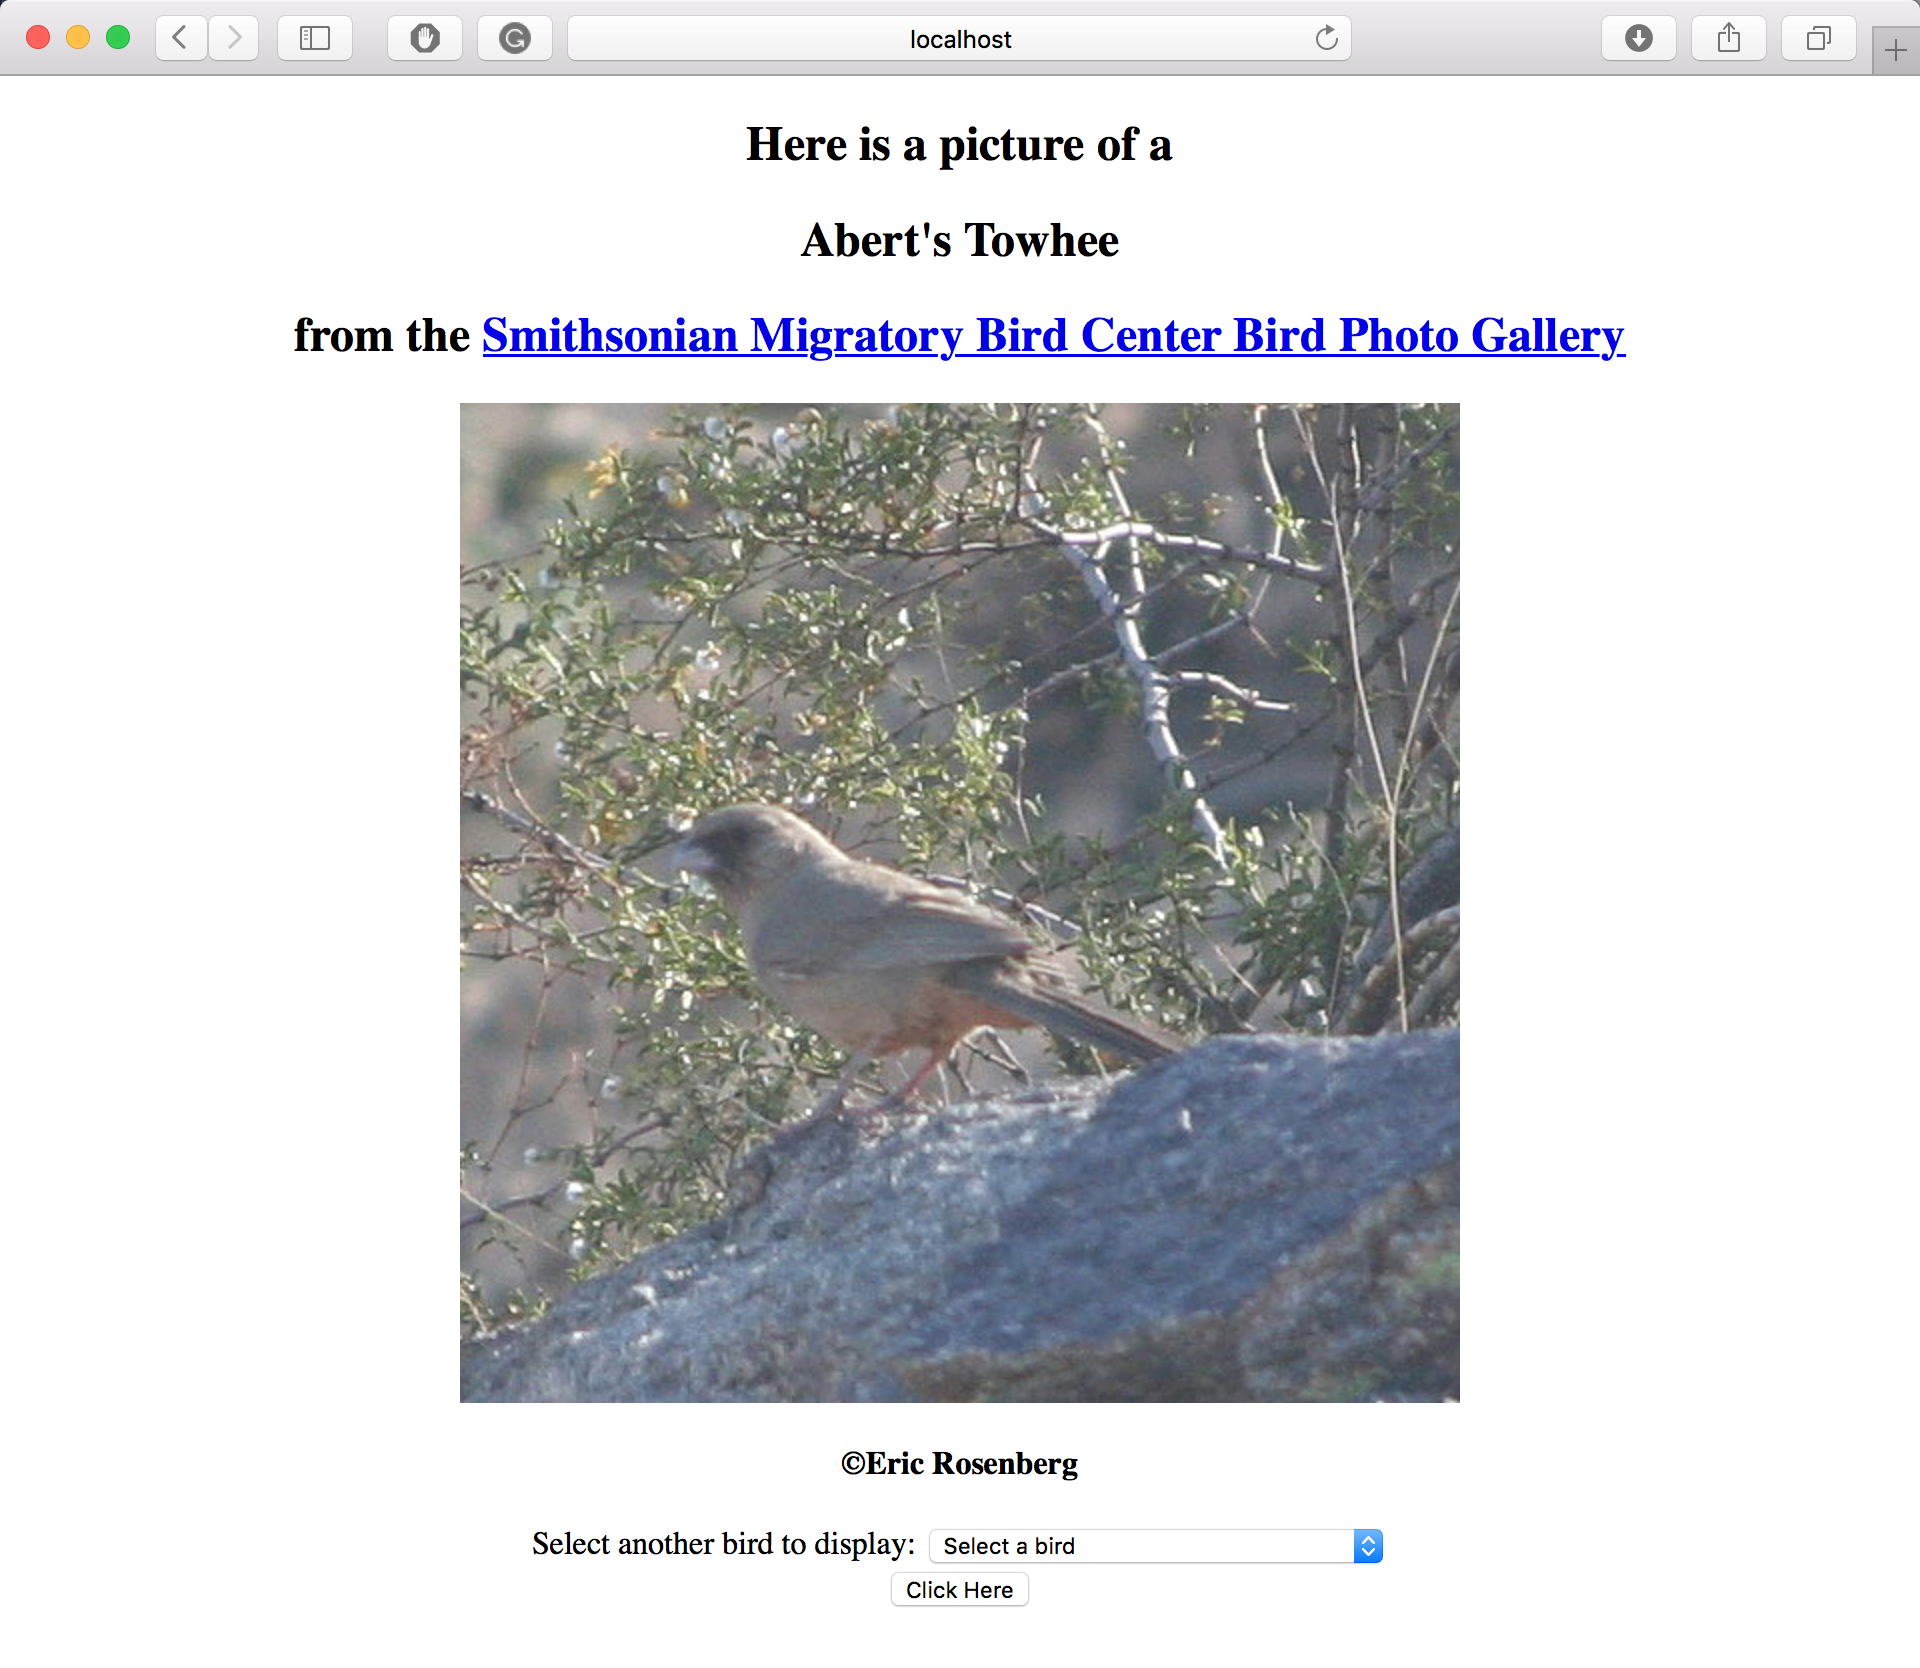 localhost
Here is a picture of a
Abert's Towhee
from the Smithsonian Migratory Bird Center Bird Photo Gallery
©Eric Rosenberg
Select another bird to display: Select a bird
Click Here